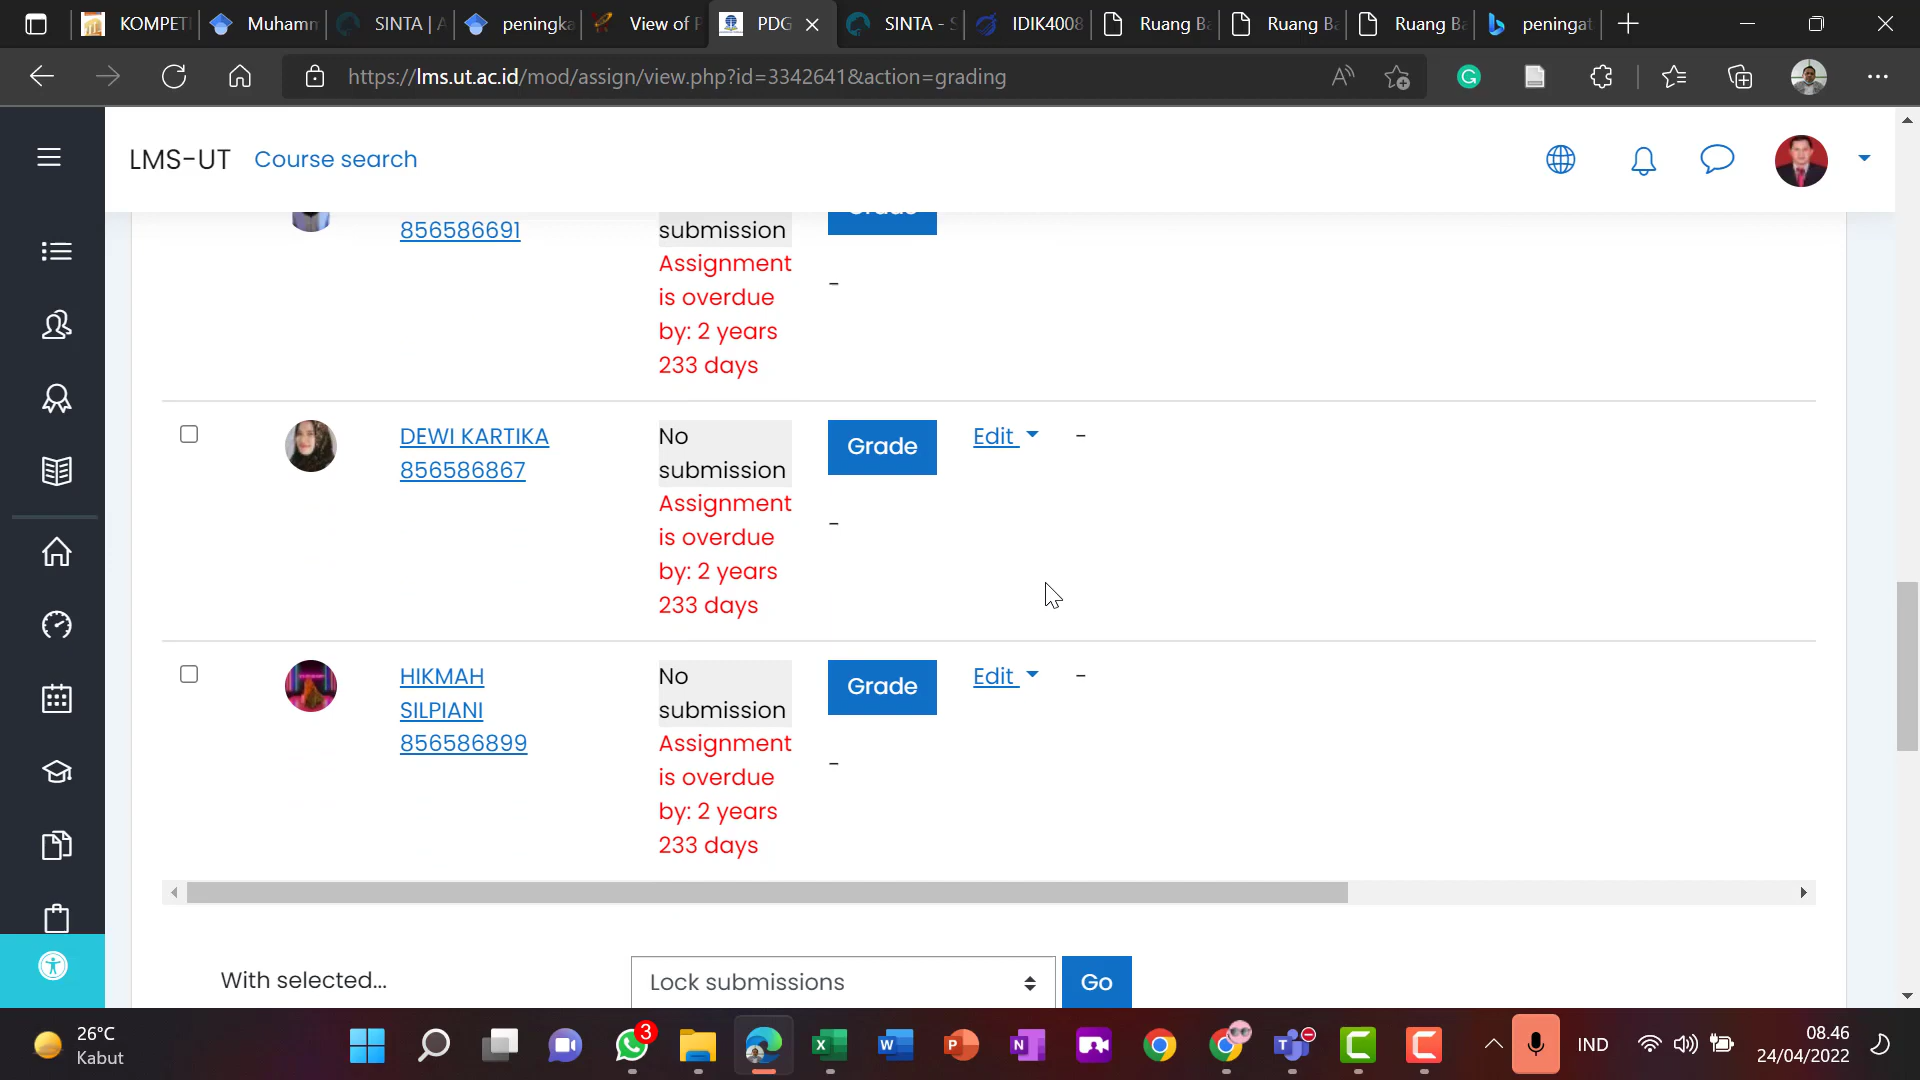 KOMPETI
Muhamm
SINTA | A
peningka
View of P
PDG
SINTA - S
IDIK4008
Ruang Ba
Ruang Ba
Ruang Ba
peningat
https://lms.ut.ac.id/mod/assign/view.php?id=3342641&action=grading
LMS-UT Course search
856586691
submission
Assignment
is overdue
by: 2 years
233 days
Grade
-
DEWI KARTIKA
856586867
No
submission
Assignment
is overdue
by: 2 years
233 days
Grade
-
Edit
-
HIKMAH
SILPIANI
856586899
No
submission
Assignment
is overdue
by: 2 years
233 days
Grade
-
Edit
-
With selected...
Lock submissions
Go
26°C
Kabut
3
IND
08.46
24/04/2022